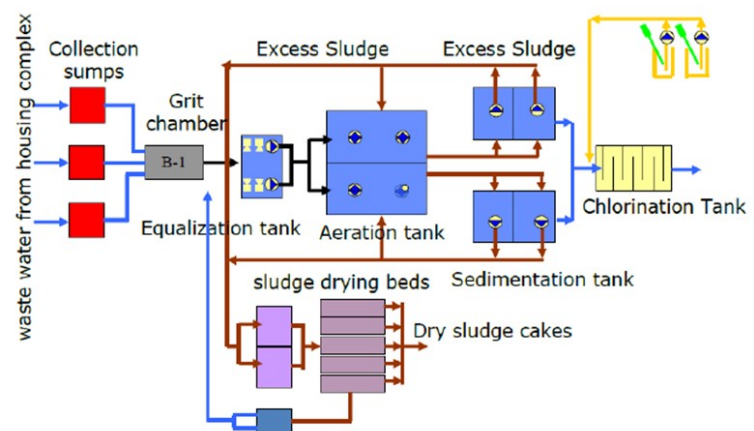 waste water from housing complex
Collection
sumps
Grit
chamber
B-1
Excess Sludge
Excess Sludge
Equalization tank
Aeration tank
Chlorination Tank
Sedimentation tank
sludge drying beds
Dry sludge cakes